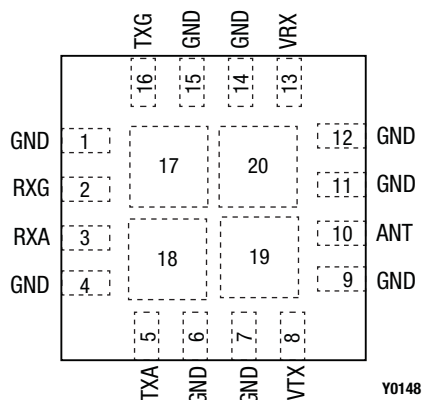 TXG GND GND VRX
16 15 14 13
GND 1 12 GND
17 20
RXG 2 11 GND
RXA 3 10 ANT
18 19
GND 4 9 GND
5 6 7 8
TXA GND GND VTX
Y0148